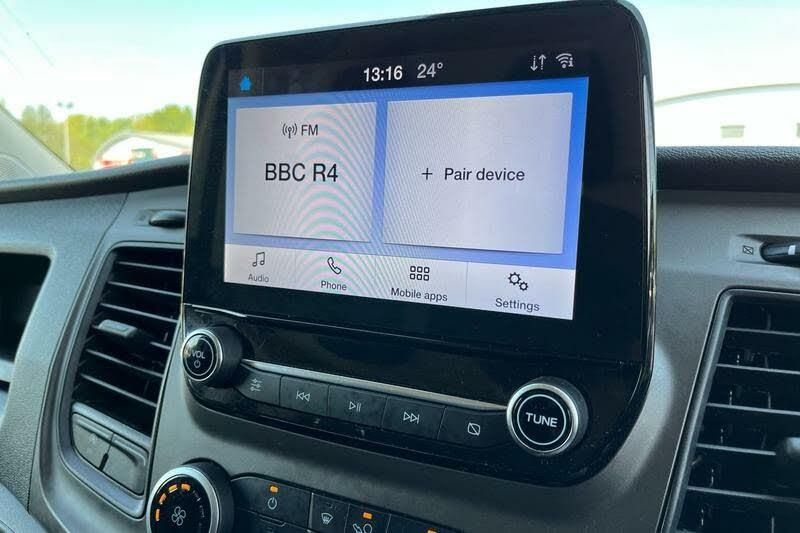 13:16 24°
FM
BBC R4
+ Pair device
Audio
Phone
Mobile apps
Settings
VOL
TUNE